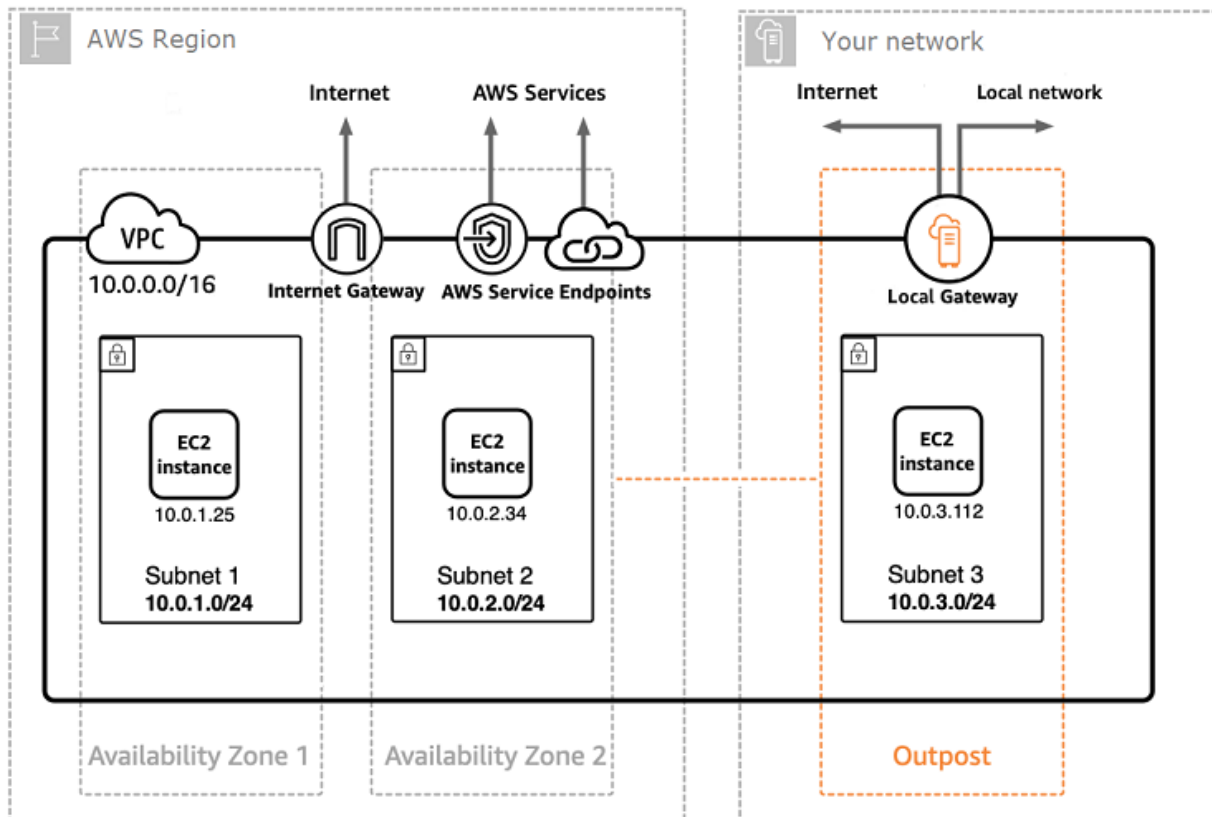 AWS Region
Your network
Internet
AWS Services
Internet
Local network
VPC
10.0.0.0/16
Internet Gateway
AWS Service Endpoints
Local Gateway
EC2
instance
10.0.1.25
Subnet 1
10.0.1.0/24
EC2
instance
10.0.2.34
Subnet 2
10.0.2.0/24
EC2
instance
10.0.3.112
Subnet 3
10.0.3.0/24
Availability Zone 1
Availability Zone 2
Outpost